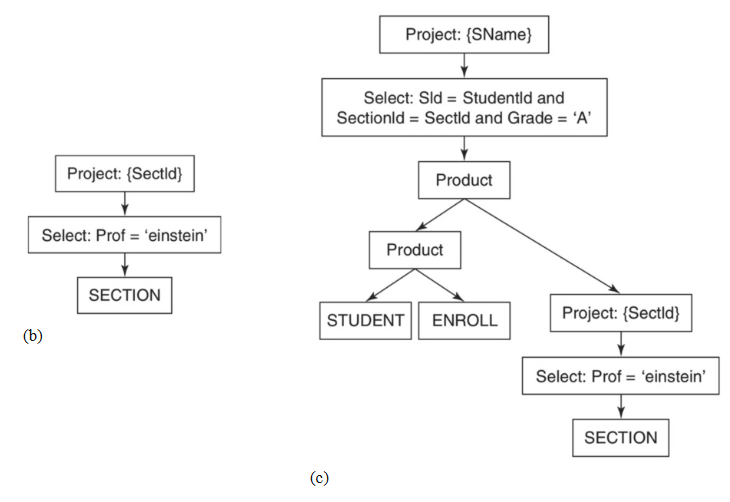 Project: {SectId}
Select: Prof = ‘einstein’
SECTION
(b)
Project: {SName}
Select: SId = StudentId and
SectionId = SectId and Grade = ‘A’
Product
Product
STUDENT
ENROLL
Project: {SectId}
Select: Prof = ‘einstein’
SECTION
(c)